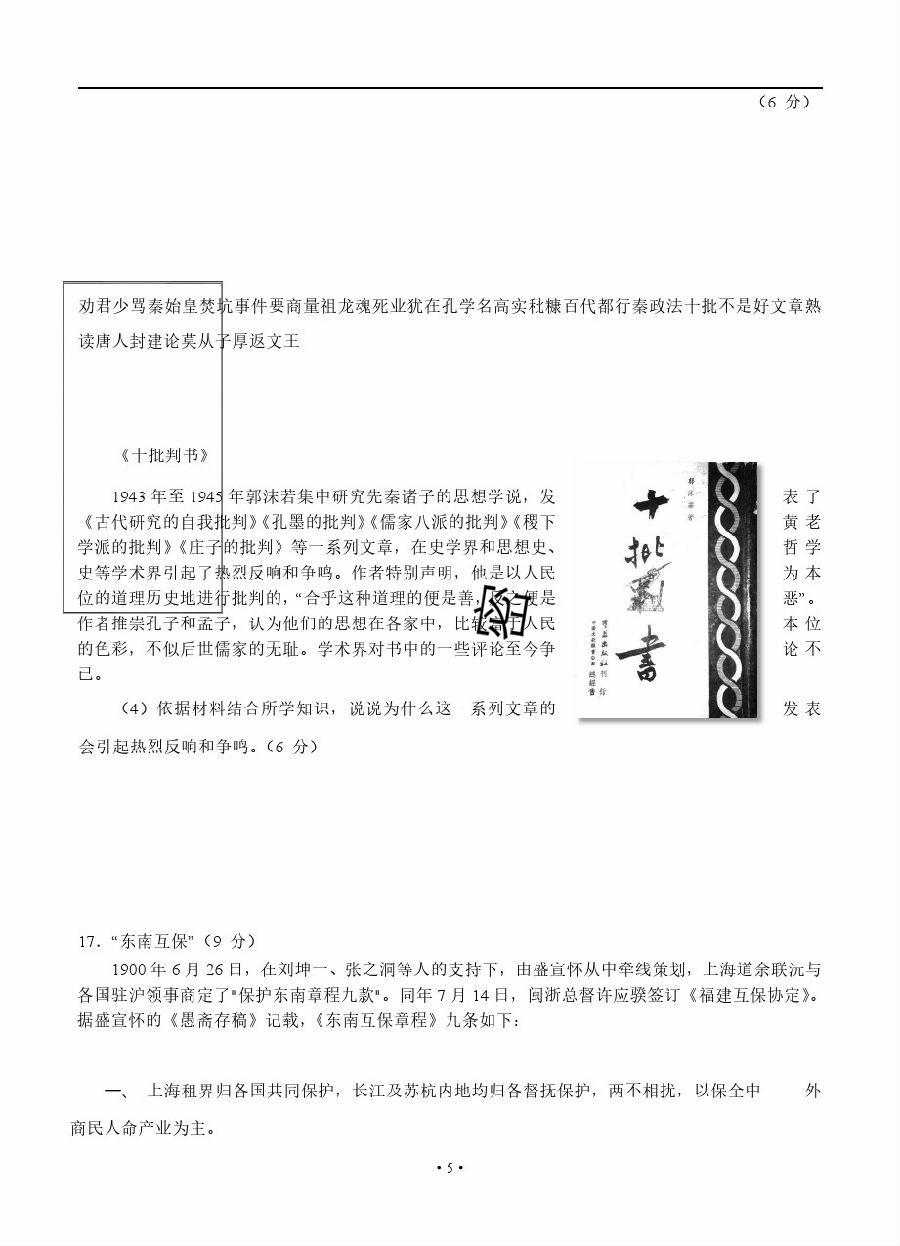 （6 分）
劝君少骂秦始皇焚坑事件要商量祖龙魂死业犹在孔学名高实秕糠百代都行秦政法十批不是好文章熟
读唐人封建论莫从子厚返文王
《十批判书》
1943 年至 1945 年郭沫若集中研究先秦诸子的思想学说，发 表了
《古代研究的自我批判》《孔墨的批判》《儒家八派的批判》《稷下 黄老
学派的批判》《庄子的批判》等一系列文章，在史学界和思想史、 哲学
史等学术界引起了热烈反响和争鸣。作者特别声明，他是以人民 为本
位的道理历史地进行批判的，“合乎这种道理的便是善，反之便是 恶”。
作者推崇孔子和孟子，认为他们的思想在各家中，比较富于人民 本位
的色彩，不似后世儒家的无耻。学术界对书中的一些评论至今争 论不
已。
（4）依据材料结合所学知识，说说为什么这 系列文章的 发表
会引起热烈反响和争鸣。（6 分）
密
十批書
郭沫若著
群益出版社刊行
17．“东南互保”（9 分）
1900 年 6 月 26 日，在刘坤一、张之洞等人的支持下，由盛宣怀从中牵线策划，上海道余联沅与
各国驻沪领事商定了"保护东南章程九款"。同年 7 月 14 日，闽浙总督许应骙签订《福建互保协定》。
据盛宣怀的《愚斋存稿》记载，《东南互保章程》九条如下：
一、 上海租界归各国共同保护，长江及苏杭内地均归各督抚保护，两不相扰，以保全中 外
商民人命产业为主。
• 5 •